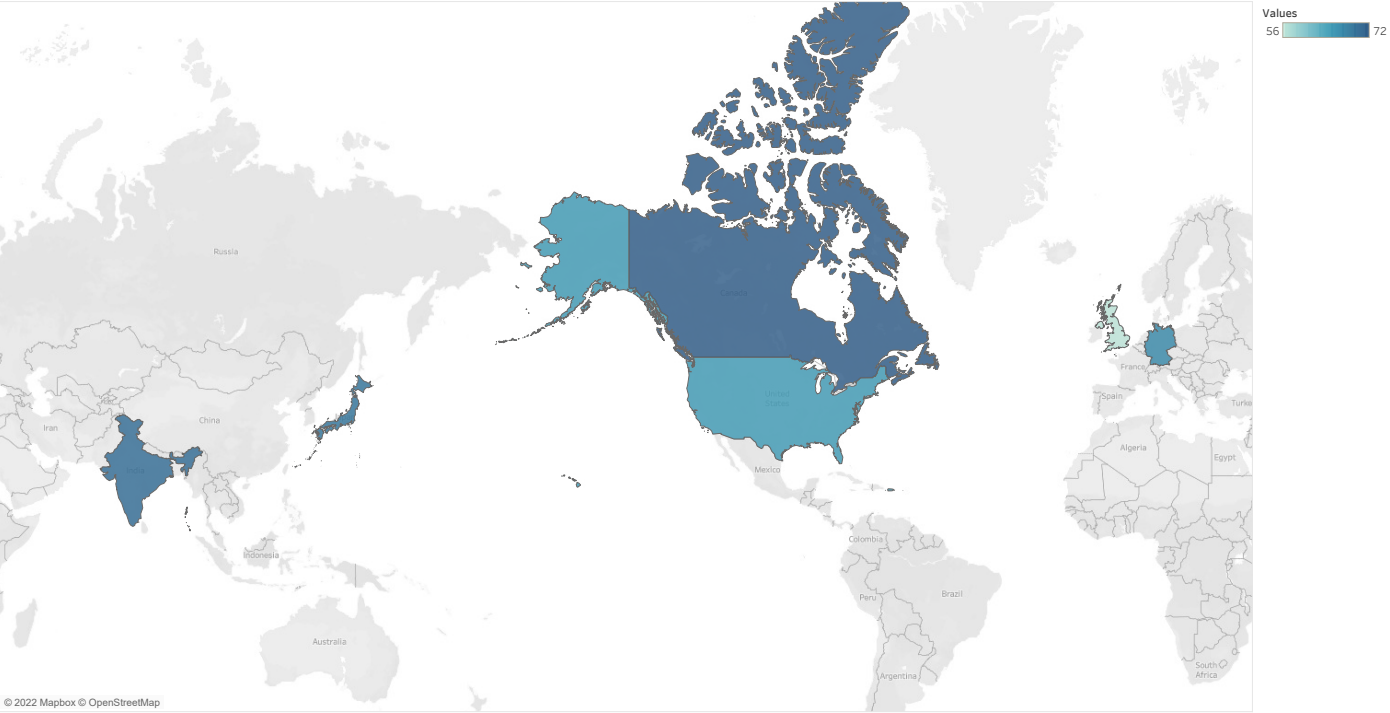 Values
56 72
Russia
Canada
United
States
China
Iran
India
Mexico
France
Spain
Turke
Algeria
Egypt
Indonesia
Colombia
Peru
Brazil
Australia
Argentina
South
Africa
© 2022 Mapbox © OpenStreetMap